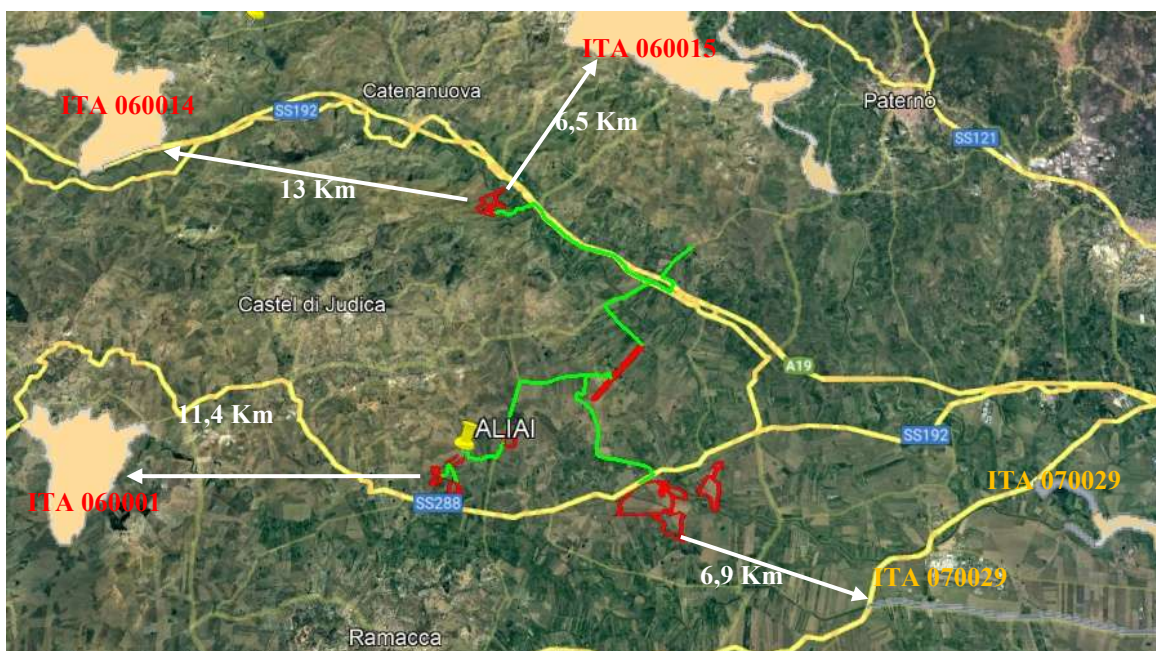 ITA 060015
ITA 060014
Catenanuova
SS192
Paternò
6,5 Km
SS121
13 Km
Castel di Judica
A19
11,4 Km
ALIAI
SS192
ITA 060001
SS288
ITA 070029
6,9 Km
ITA 070029
Ramacca